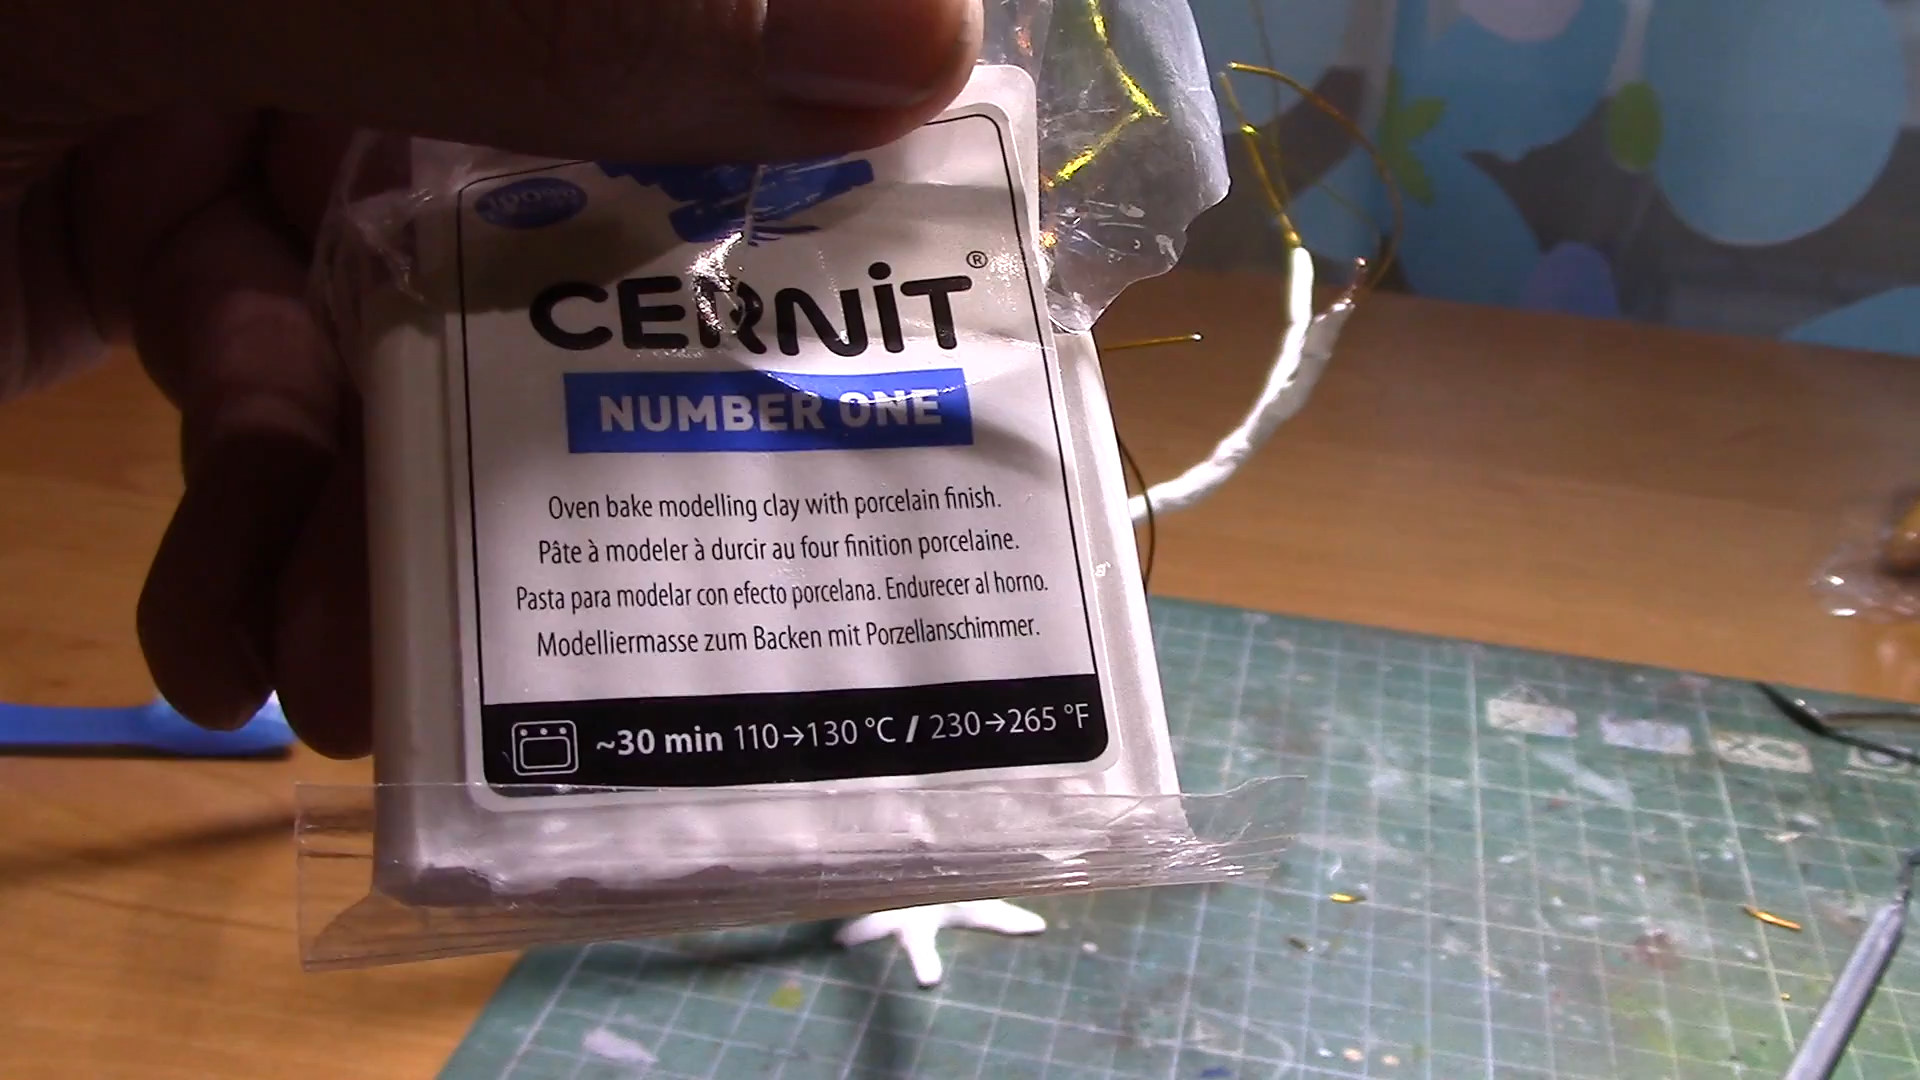 CERNiT®
NUMBER ONE
Oven bake modelling clay with porcelain finish.
Pâte à modeler à durcir au four finition porcelaine.
Pasta para modelar con efecto porcelana. Endurecer al horno.
Modelliermasse zum Backen mit Porzellanschimmer.
~30 min 110→130 °C / 230→265 °F